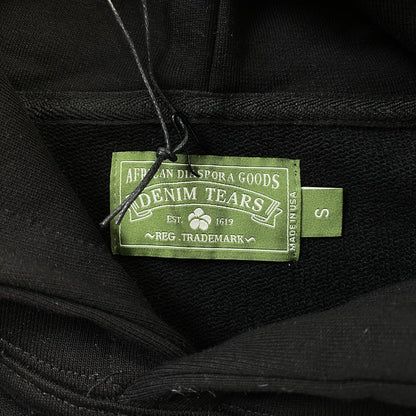 AFRICAN DIASPORA GOODS
DENIM TEARS
EST. 1619
~REG .TRADEMARK~
MADE IN USA
S